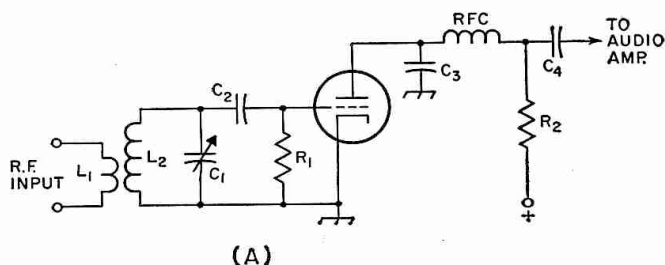 RFC
TO
AUDIO
AMP.
C3
C4
C2
R2
R.F.
INPUT
L1
L2
C1
R1
+
(A)